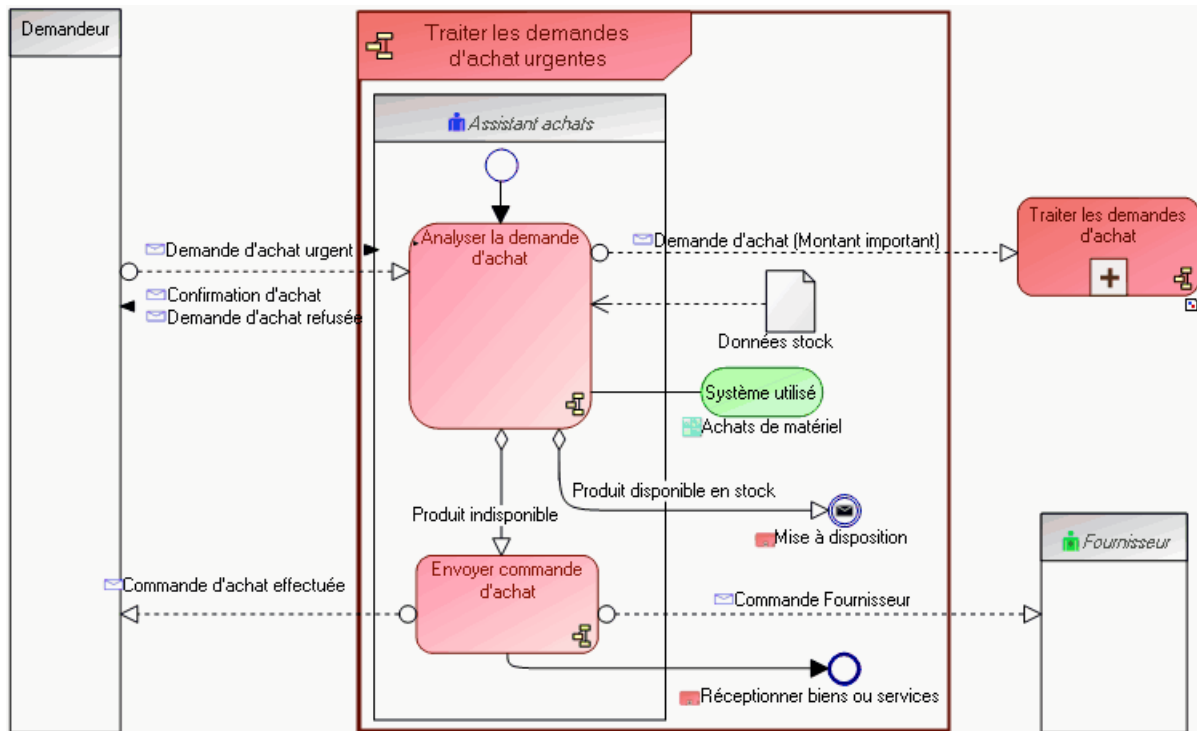 Demandeur
Traiter les demandes
d'achat urgentes
Assistant achats
Analyser la demande
d'achat
Demande d'achat urgent
Confirmation d'achat
Demande d'achat refusée
Demande d'achat (Montant important)
Traiter les demandes
d'achat
Données stock
Système utilisé
Achats de matériel
Produit disponible en stock
Produit indisponible
Mise à disposition
Fournisseur
Envoyer commande
d'achat
Commande d'achat effectuée
Commande Fournisseur
Réceptionner biens ou services